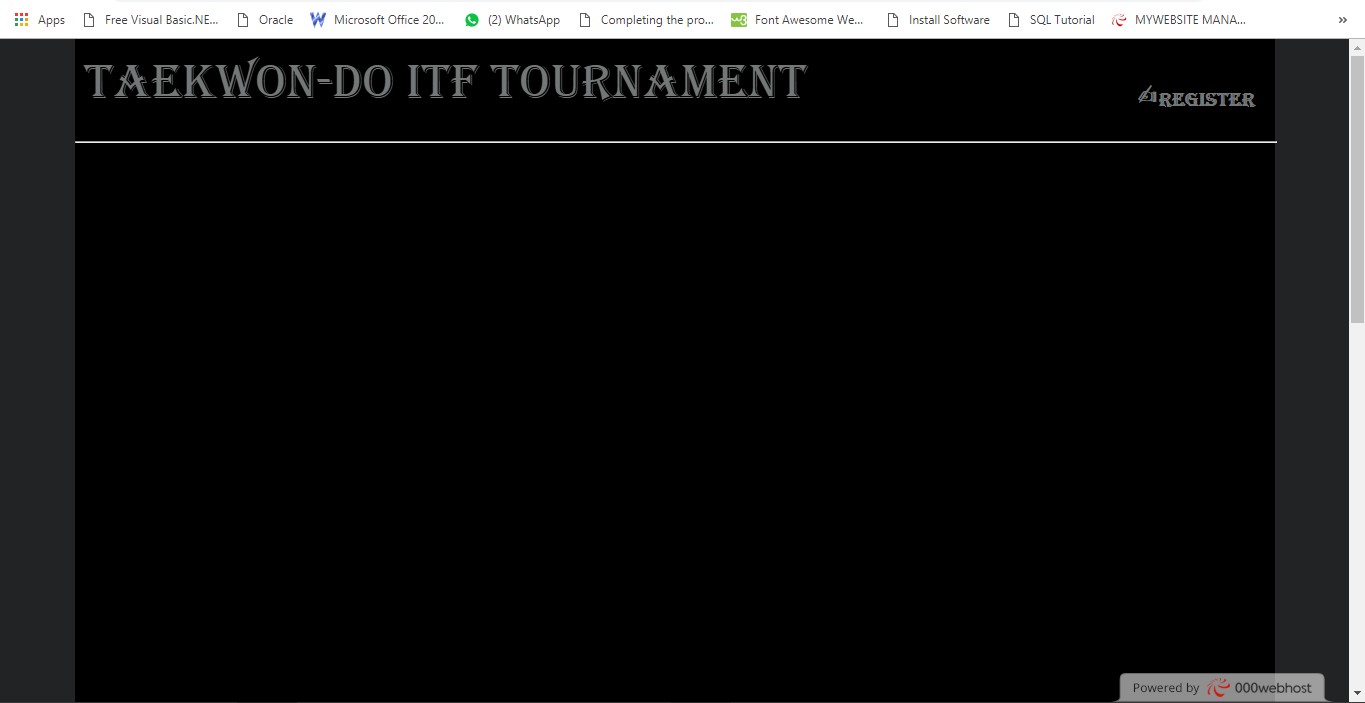 Apps Free Visual Basic.NE... Oracle Microsoft Office 20... (2) WhatsApp Completing the pro... Font Awesome We... Install Software SQL Tutorial MYWEBSITE MANA... »
TAEKWON-DO ITF TOURNAMENT
✍REGISTER
Powered by 000webhost